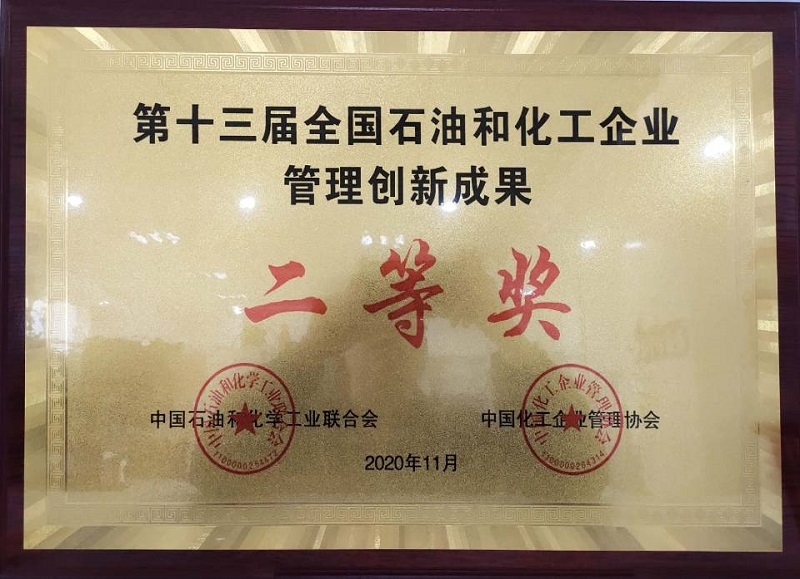 第十三届全国石油和化工企业
管理创新成果
二等奖
中国石油和化学工业联合会
中国化工企业管理协会
2020年11月